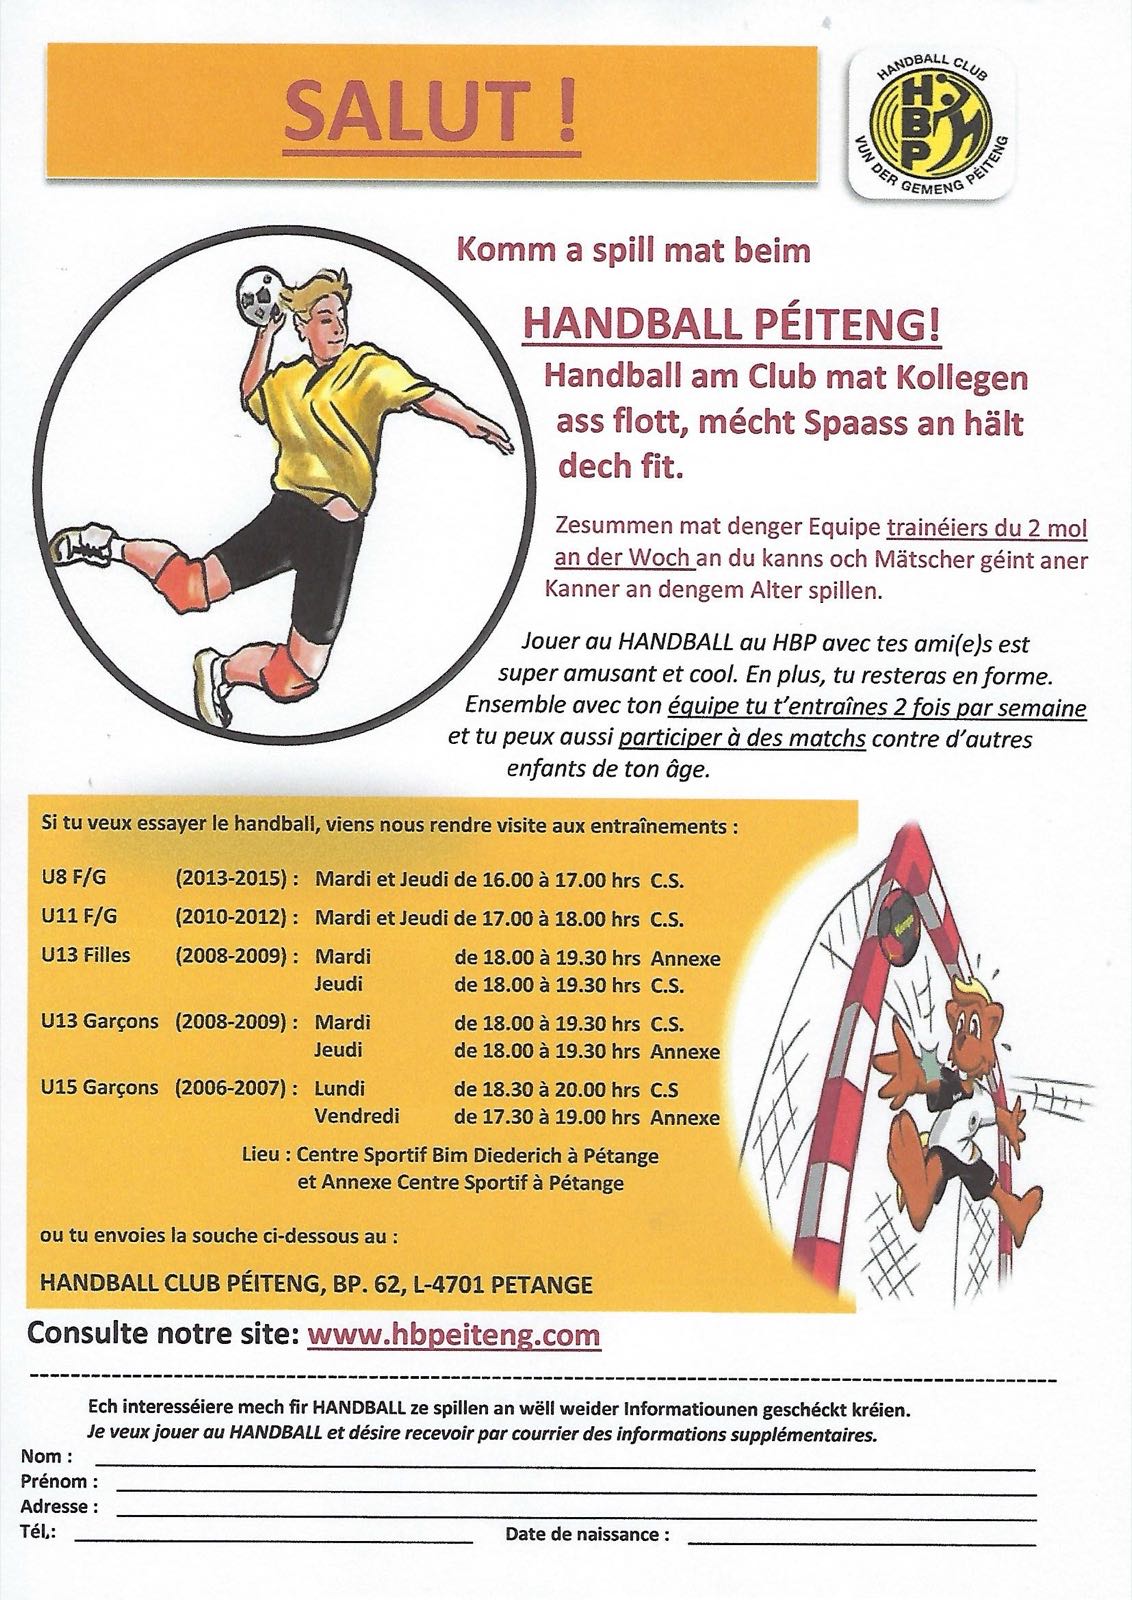 SALUT !
HANDBALL CLUB
HBP
VUN DER GEMENG PÉITENG
Komm a spill mat beim
HANDBALL PÉITENG!
Handball am Club mat Kollegen
ass flott, mécht Spaass an hält
dech fit.
Zesummen mat denger Equipe trainéiers du 2 mol
an der Woch an du kanns och Mätscher géint aner
Kanner an dengem Alter spillen.
Jouer au HANDBALL au HBP avec tes ami(e)s est
super amusant et cool. En plus, tu resteras en forme.
Ensemble avec ton équipe tu t'entraînes 2 fois par semaine
et tu peux aussi participer à des matchs contre d'autres
enfants de ton âge.
Si tu veux essayer le handball, viens nous rendre visite aux entraînements :
U8 F/G (2013-2015) : Mardi et Jeudi de 16.00 à 17.00 hrs C.S.
U11 F/G (2010-2012) : Mardi et Jeudi de 17.00 à 18.00 hrs C.S.
U13 Filles (2008-2009) : Mardi de 18.00 à 19.30 hrs Annexe
Jeudi de 18.00 à 19.30 hrs C.S.
U13 Garçons (2008-2009) : Mardi de 18.00 à 19.30 hrs C.S.
Jeudi de 18.00 à 19.30 hrs Annexe
U15 Garçons (2006-2007) : Lundi de 18.30 à 20.00 hrs C.S
Vendredi de 17.30 à 19.00 hrs Annexe
Lieu : Centre Sportif Bim Diederich à Pétange
et Annexe Centre Sportif à Pétange
ou tu envoies la souche ci-dessous au :
HANDBALL CLUB PÉITENG, BP. 62, L-4701 PETANGE
Consulte notre site: www.hbpeiteng.com
Ech interesséiere mech fir HANDBALL ze spillen an wëll weider Informatiounen geschéckt kréien.
Je veux jouer au HANDBALL et désire recevoir par courrier des informations supplémentaires.
Nom :
Prénom :
Adresse :
Tél,: Date de naissance :